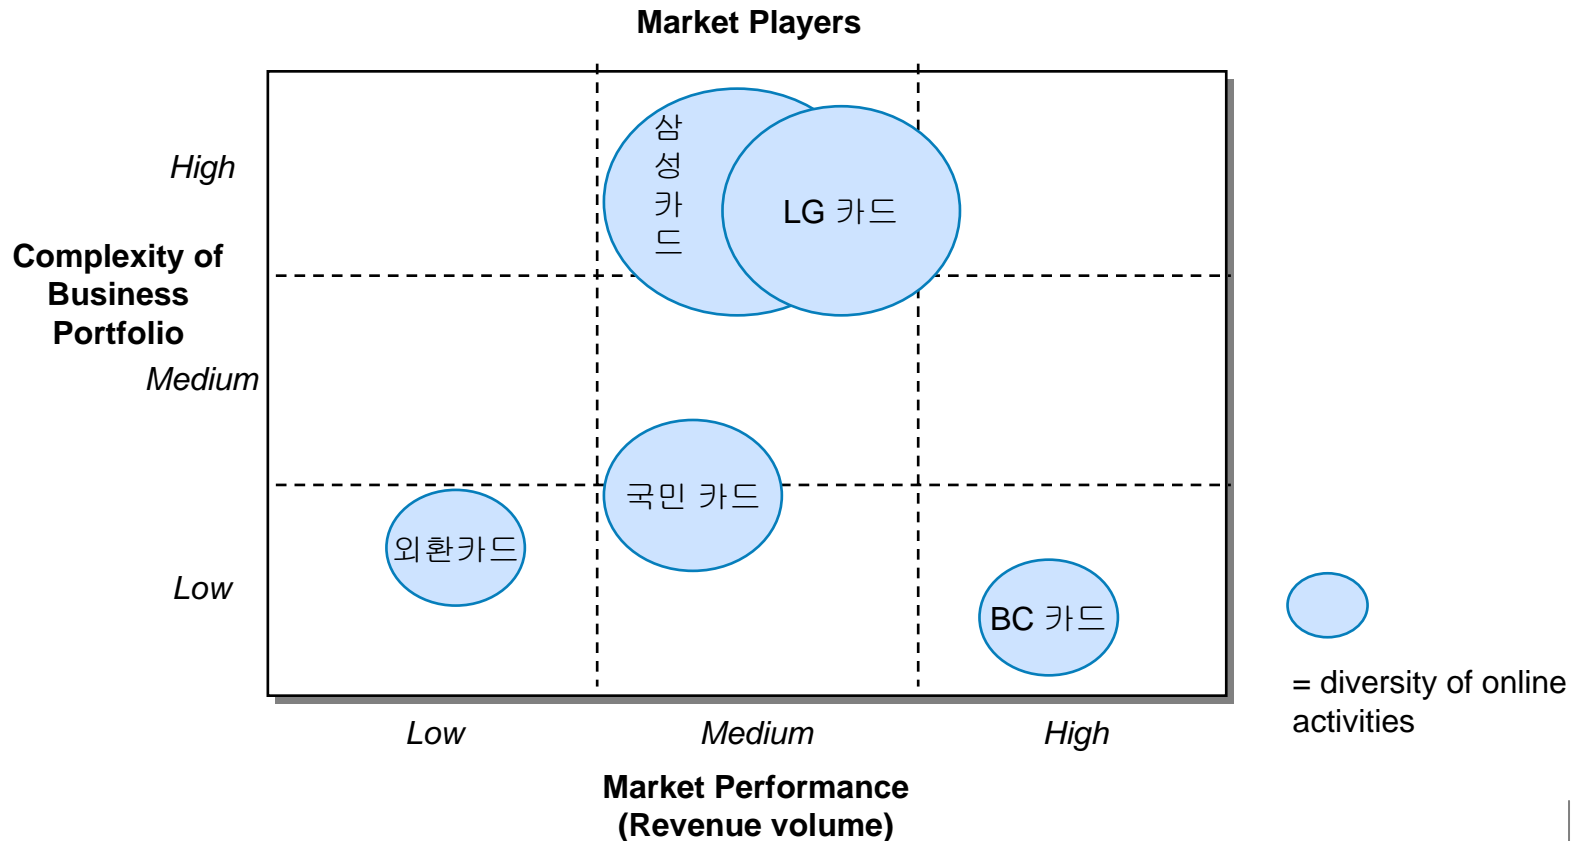 Market Players
High
Complexity of
Business
Portfolio
Medium
Low
삼
성
카
드
LG 카드
국민 카드
외환카드
BC 카드
= diversity of online
activities
Low
Medium
High
Market Performance
(Revenue volume)